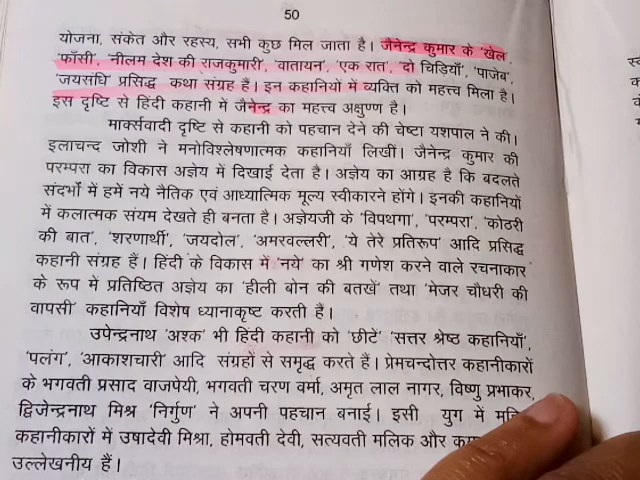 50
योजना, संकेत और रहस्य, सभी कुछ मिल जाता है। जैनेन्द्र कुमार के 'खेल'
'फाँसी', 'नीलम देश की राजकुमारी', 'वातायन', 'एक रात', 'दो चिड़ियाँ', 'पाजेब',
'जयसंधि' प्रसिद्ध कथा संग्रह हैं। इन कहानियों में व्यक्ति को महत्त्व मिला है।
इस दृष्टि से हिंदी कहानी में जैनेन्द्र का महत्त्व अक्षुण्ण है।
मार्क्सवादी दृष्टि से कहानी को पहचान देने की चेष्टा यशपाल ने की।
इलाचन्द जोशी ने मनोविश्लेषणात्मक कहानियाँ लिखीं। जैनेन्द्र कुमार की
परम्परा का विकास अज्ञेय में दिखाई देता है। अज्ञेय का आग्रह है कि बदलते
संदर्भों में हमें नये नैतिक एवं आध्यात्मिक मूल्य स्वीकारने होंगे। इनकी कहानियों
में कलात्मक संयम देखते ही बनता है। अज्ञेयजी के 'विपथगा', 'परम्परा', 'कोठरी
की बात', 'शरणार्थी', 'जयदोल', 'अमरवल्लरी', 'ये तेरे प्रतिरूप' आदि प्रसिद्ध
कहानी संग्रह हैं। हिंदी के विकास में 'नये' का श्री गणेश करने वाले रचनाकार
के रूप में प्रतिष्ठित अज्ञेय का 'हीली बोन की बतखें' तथा 'मेजर चौधरी की
वापसी' कहानियाँ विशेष ध्यानाकृष्ट करती हैं।
उपेन्द्रनाथ 'अश्क' भी हिंदी कहानी को 'छीटें' 'सत्तर श्रेष्ठ कहानियाँ',
'पलंग', 'आकाशचारी' आदि संग्रहों से समृद्ध करते हैं। प्रेमचन्दोत्तर कहानीकारों
के भगवती प्रसाद वाजपेयी, भगवती चरण वर्मा, अमृत लाल नागर, विष्णु प्रभाकर,
द्विजेन्द्रनाथ मिश्र 'निर्गुण' ने अपनी पहचान बनाई। इसी युग में
कहानीकारों में उषादेवी मिश्रा, होमवती देवी, सत्यवती मलिक और
उल्लेखनीय हैं।